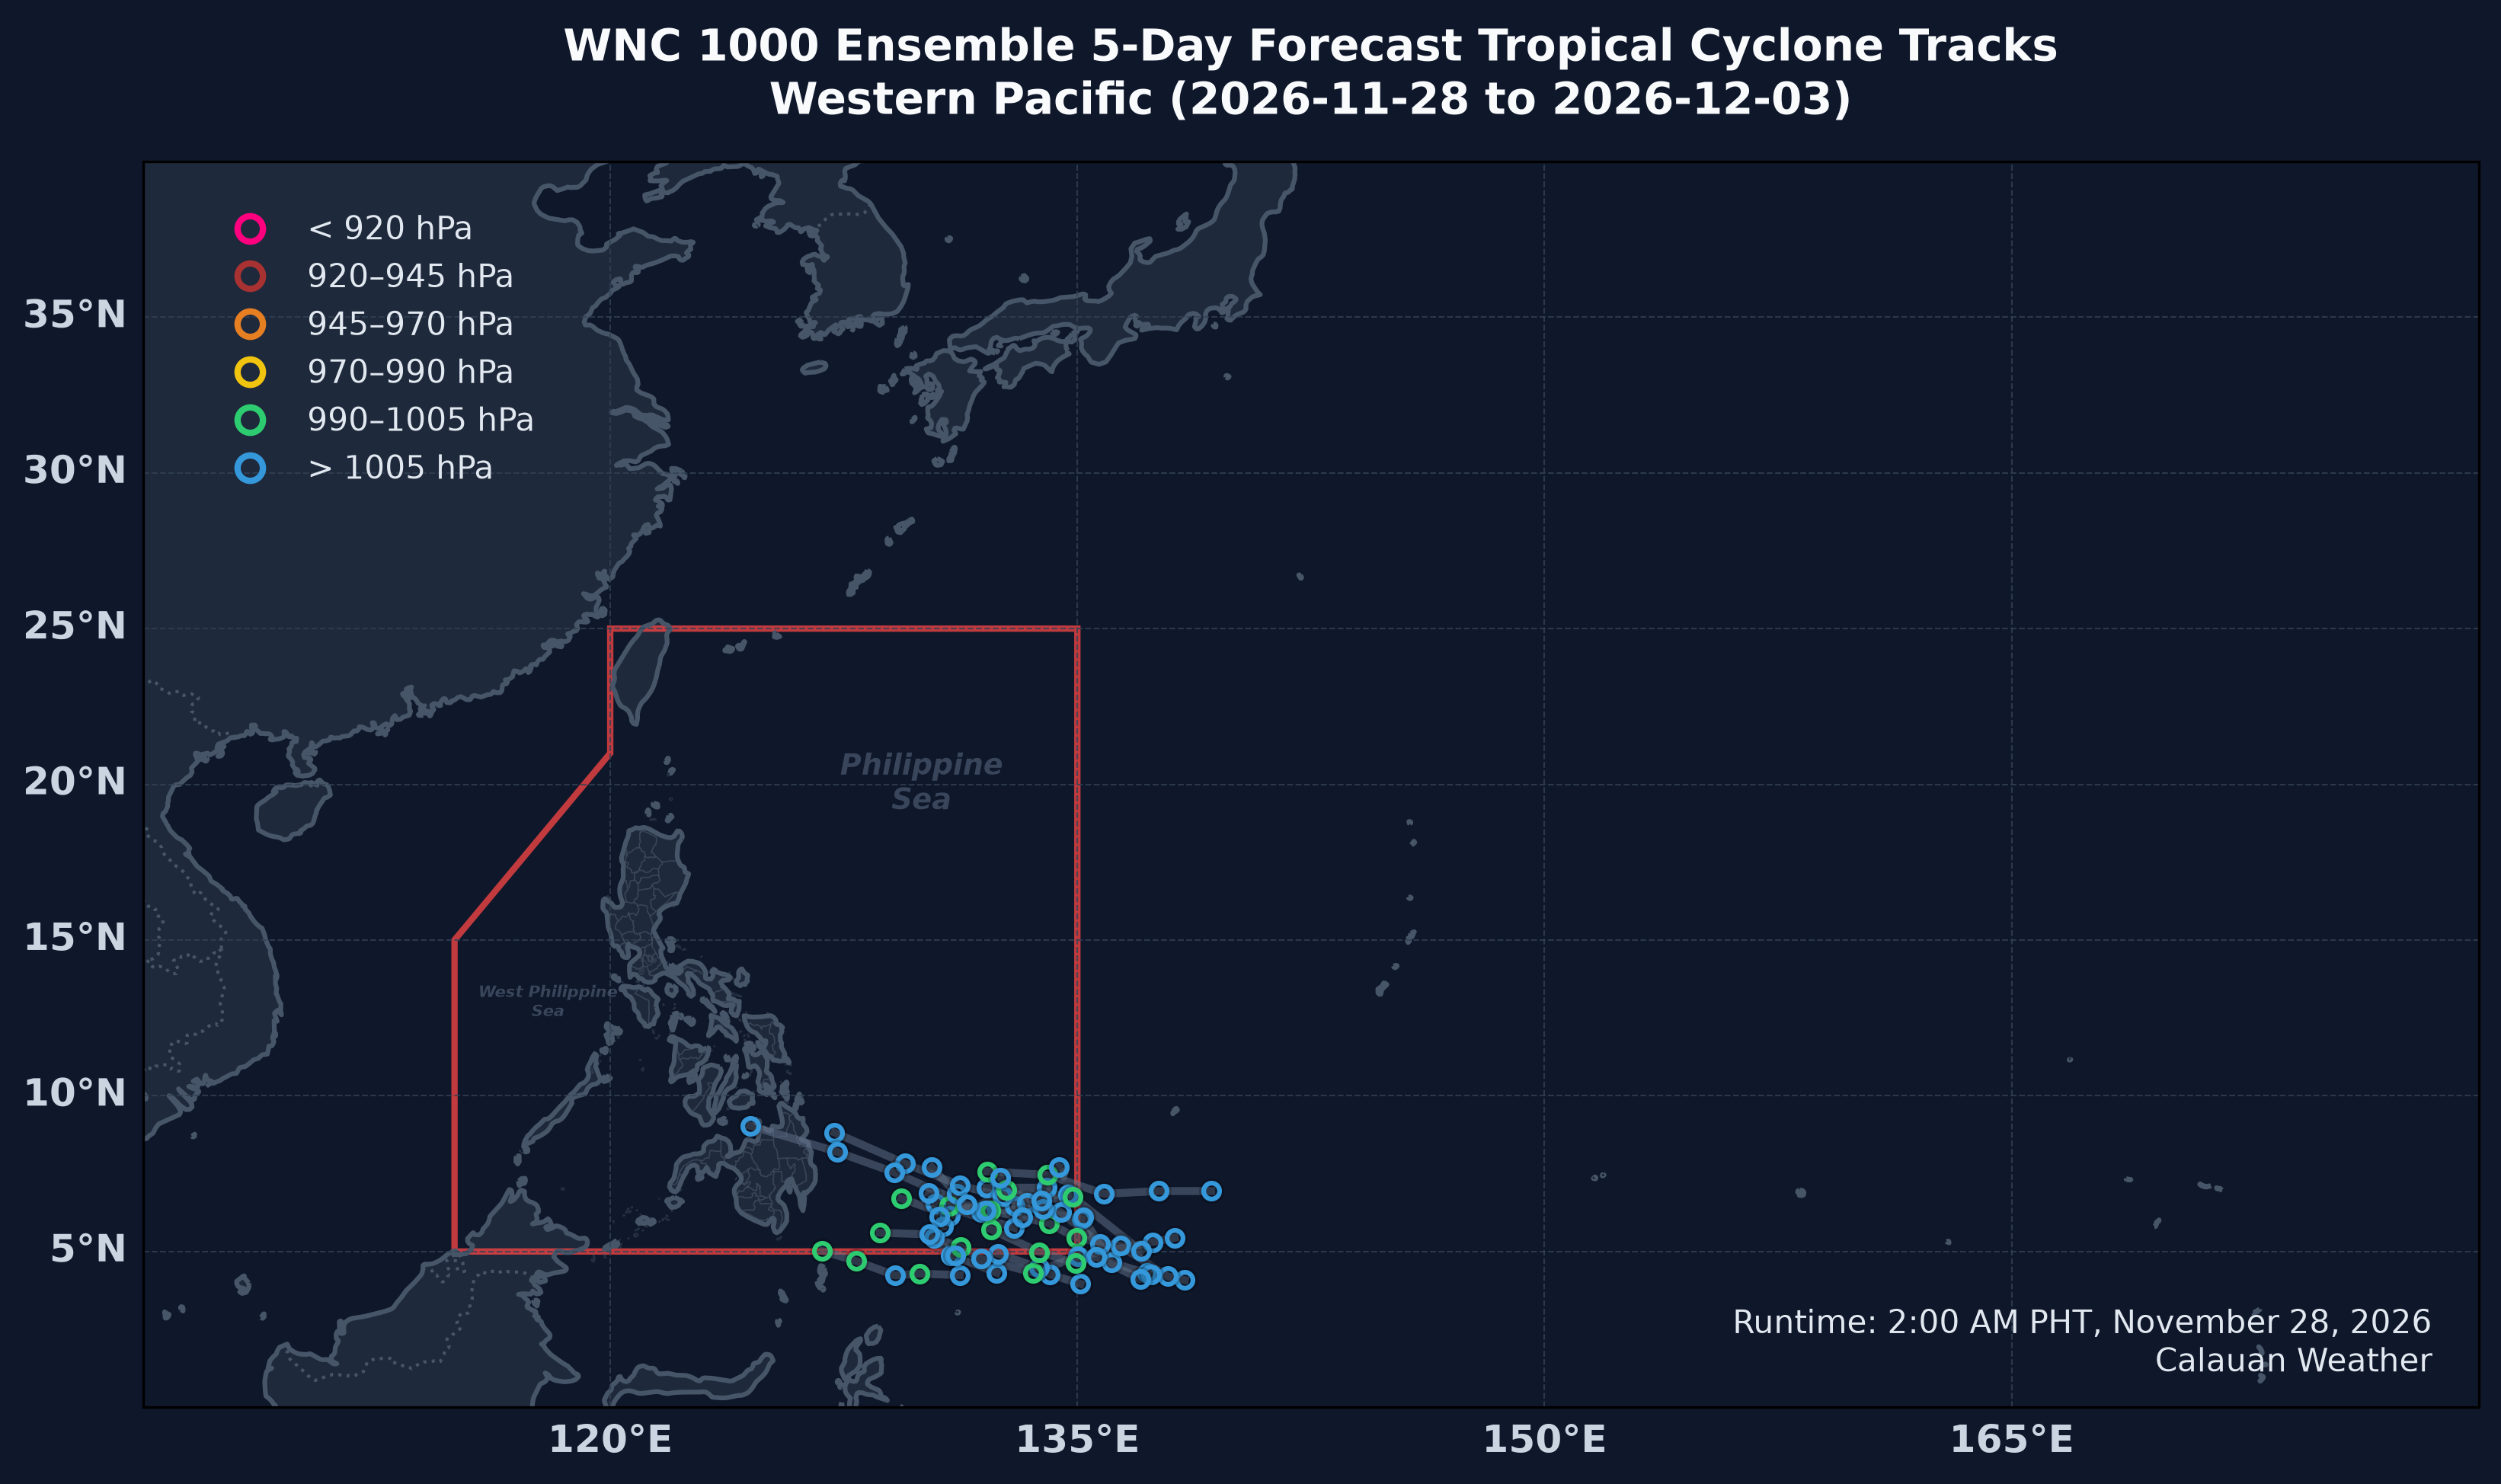 WNC 1000 Ensemble 5-Day Forecast Tropical Cyclone Tracks
Western Pacific (2026-11-28 to 2026-12-03)
< 920 hPa
920–945 hPa
945–970 hPa
970–990 hPa
990–1005 hPa
> 1005 hPa
35°N
30°N
25°N
20°N
15°N
10°N
5°N
Philippine
Sea
West Philippine
Sea
Runtime: 2:00 AM PHT, November 28, 2026
Calauan Weather
120°E
135°E
150°E
165°E